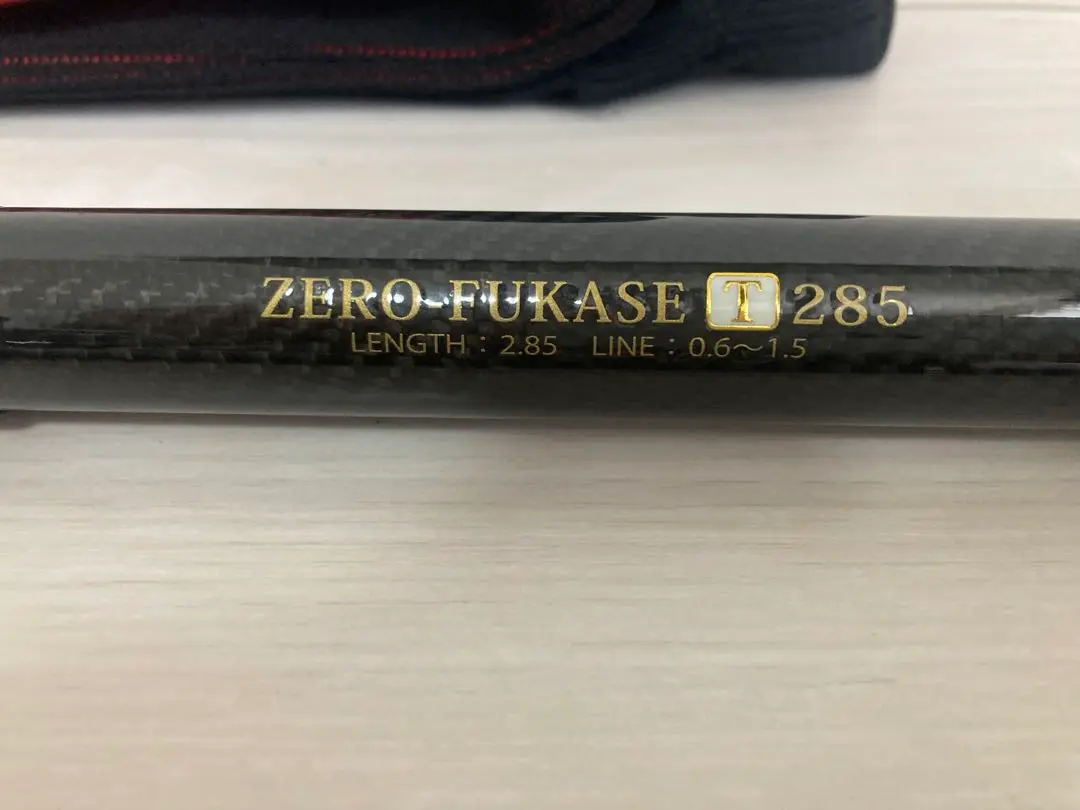 ZERO FUKASE T 285
LENGTH : 2.85 LINE : 0.6〜1.5